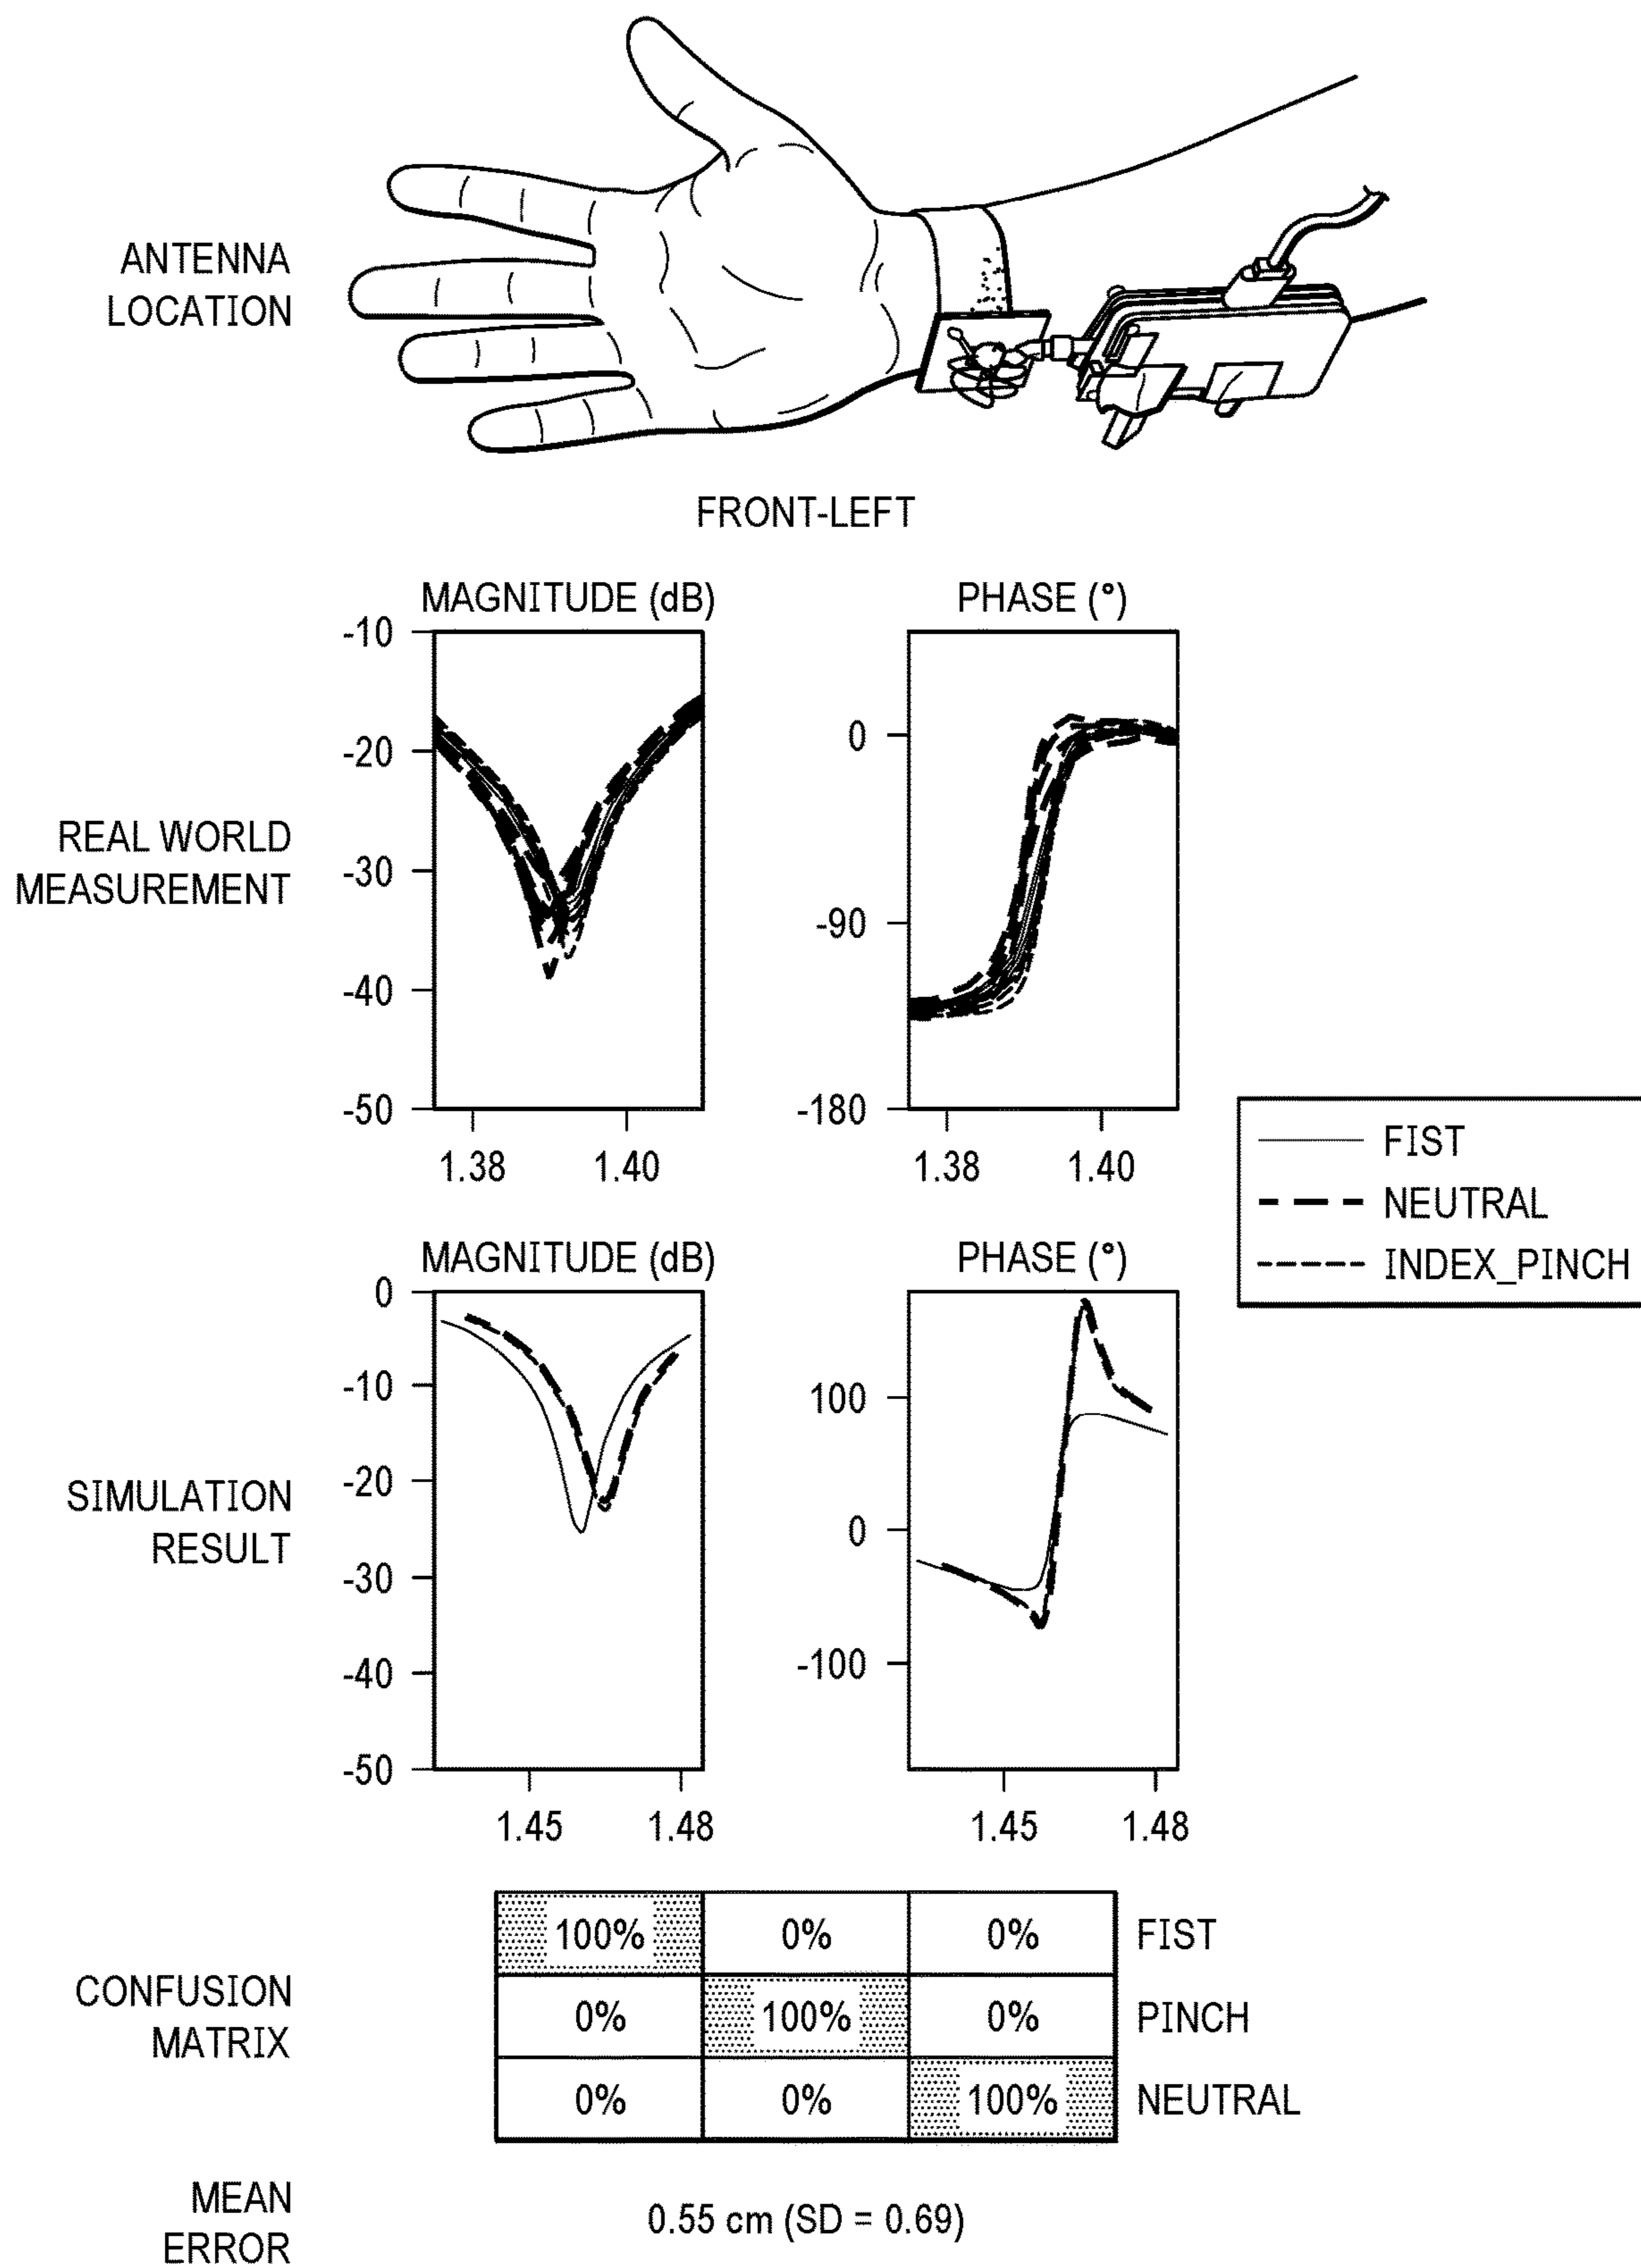 ANTENNA
LOCATION
FRONT-LEFT
MAGNITUDE (dB)
PHASE (°)
-10
-20
-30
-40
-50
0
-90
-180
REAL WORLD
MEASUREMENT
1.38
1.40
1.38
1.40
FIST
NEUTRAL
INDEX_PINCH
MAGNITUDE (dB)
PHASE (°)
0
-10
-20
-30
-40
-50
100
0
-100
SIMULATION
RESULT
1.45
1.48
1.45
1.48
CONFUSION
MATRIX
100% 0% 0% FIST
0% 100% 0% PINCH
0% 0% 100% NEUTRAL
MEAN
ERROR
0.55 cm (SD = 0.69)